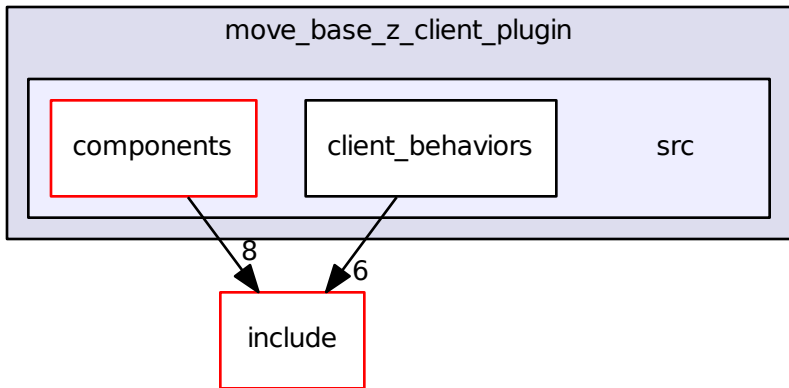 move_base_z_client_plugin
components
client_behaviors
src
8
6
include